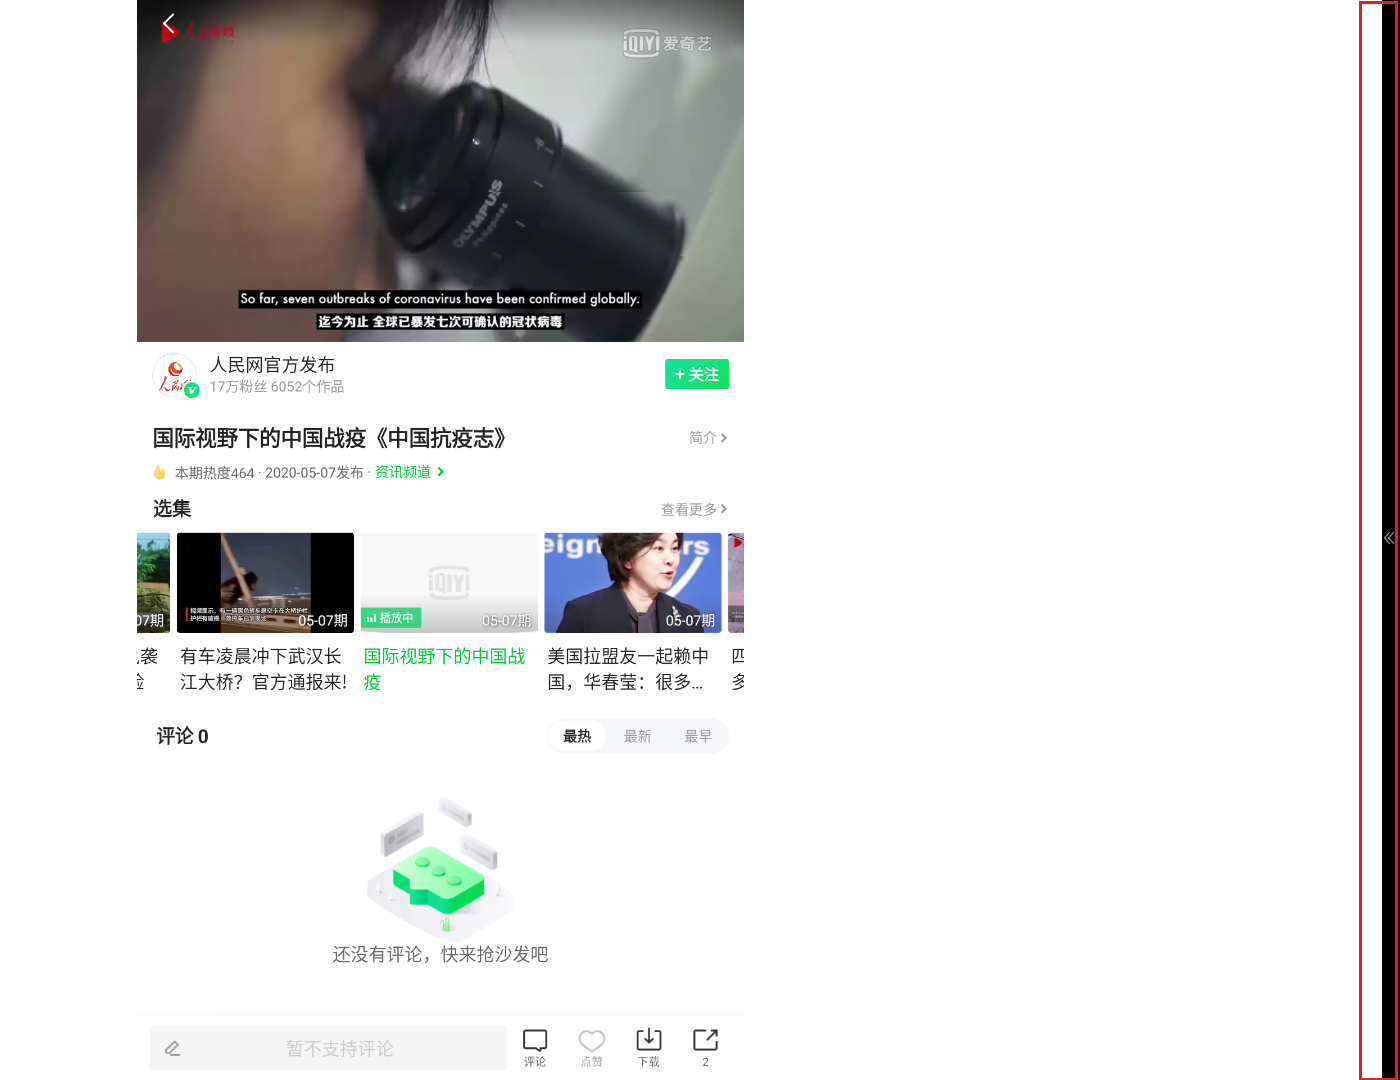 人民视频
iQIYI 爱奇艺
OLYMPUS
Philippines
So far, seven outbreaks of coronavirus have been confirmed globally.
迄今为止 全球已暴发七次可确认的冠状病毒
人民网官方发布
17万粉丝 6052个作品
+ 关注
国际视野下的中国战疫《中国抗疫志》
简介
本期热度464 · 2020-05-07发布 · 资讯频道
选集
查看更多
07期
05-07期
iQIYI
播放中
05-07期
05-07期
袭
有车凌晨冲下武汉长
江大桥？官方通报来!
国际视野下的中国战
疫
美国拉盟友一起赖中
国，华春莹：很多...
四
多
评论 0
最热
最新
最早
还没有评论，快来抢沙发吧
暂不支持评论
评论
点赞
下载
2